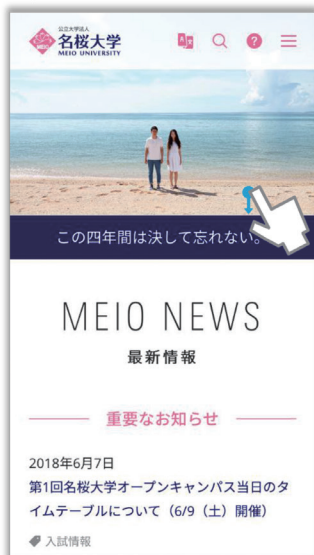 公立大学法人
名桜大学
MEIO UNIVERSITY
MEIO
A
?
この四年間は決して忘れない。
MEIO NEWS
最新情報
重要なお知らせ
2018年6月7日
第1回名桜大学オープンキャンパス当日のタ
イムテーブルについて（6/9（土）開催）
入試情報